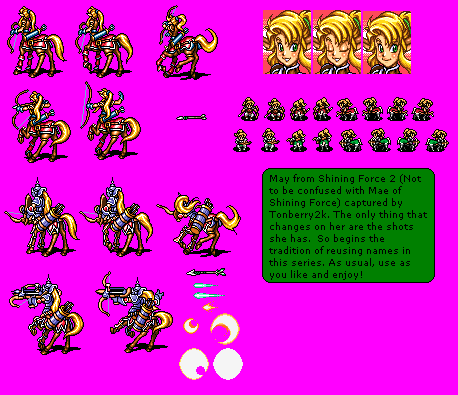 May from Shining Force 2 (Not
to be confused with Mae of
Shining Force) captured by
Tonberry2k. The only thing that
changes on her are the shots
she has.  So begins the
tradition of reusing names in
this series. As usual, use as
you like and enjoy!